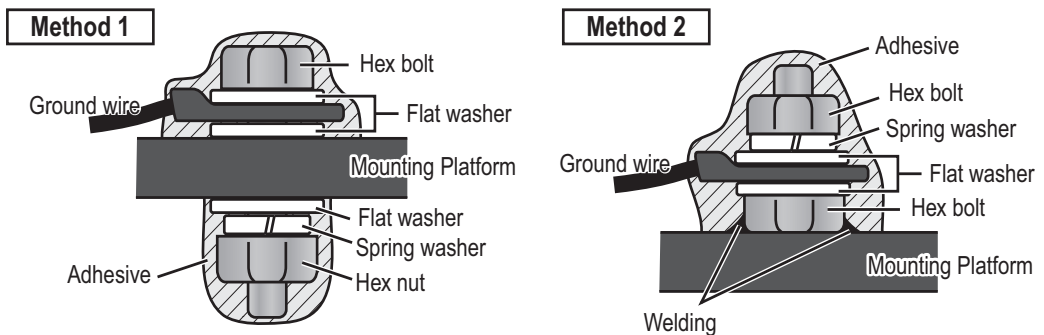 Method 1
Hex bolt
Ground wire
Flat washer
Mounting Platform
Flat washer
Spring washer
Adhesive
Hex nut
Method 2
Adhesive
Hex bolt
Spring washer
Ground wire
Flat washer
Hex bolt
Mounting Platform
Welding